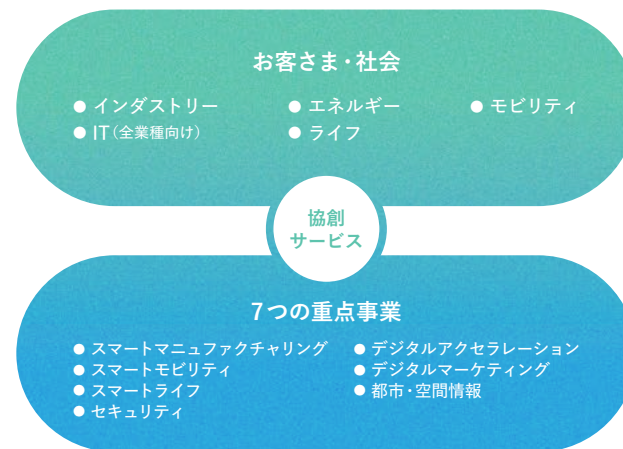 お客さま・社会
● インダストリー ● エネルギー ● モビリティ
● IT(全業種向け) ● ライフ
協創
サービス
7つの重点事業
● スマートマニュファクチャリング ● デジタルアクセラレーション
● スマートモビリティ ● デジタルマーケティング
● スマートライフ ● 都市・空間情報
● セキュリティ